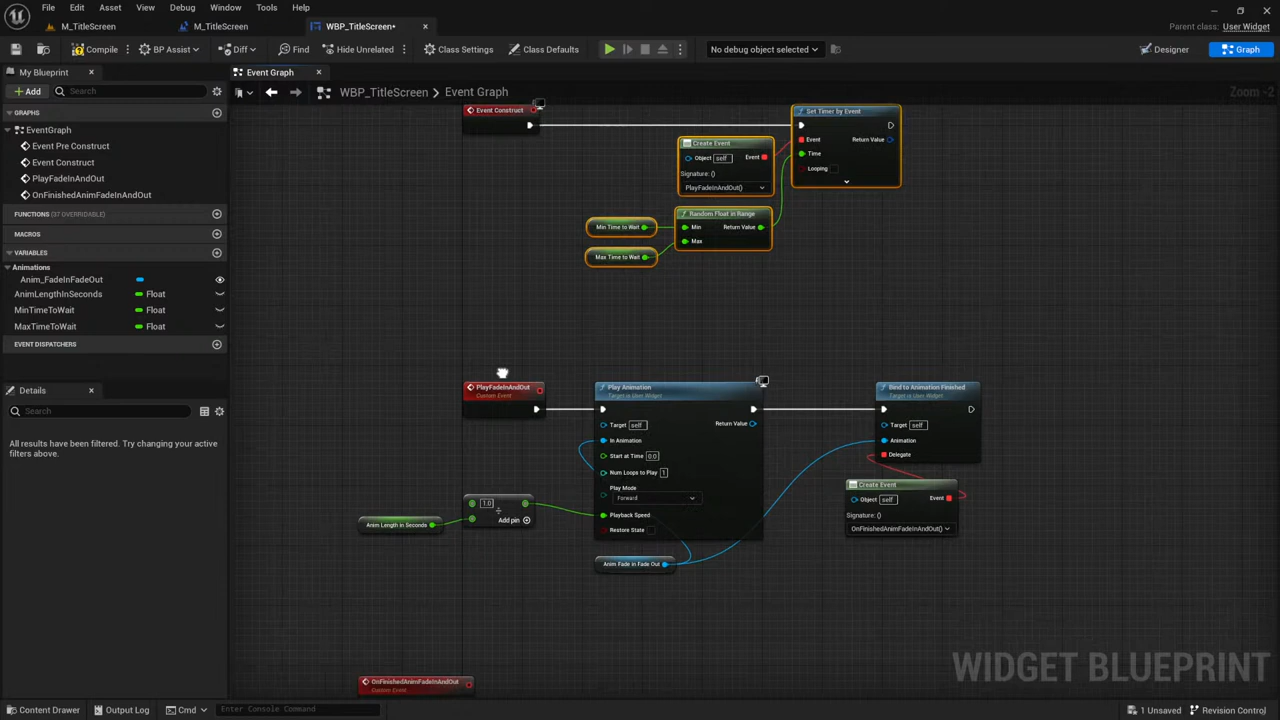 File Edit Asset View Debug Window Tools Help
M_TitleScreen M_TitleScreen WBP_TitleScreen• Parent class: User Widget
Compile BP Assist Diff Find Hide Unrelated Class Settings Class Defaults No debug object selected Designer Graph
My Blueprint Event Graph
Add Search WBP_TitleScreen Event Graph Zoom -2
GRAPHS
EventGraph
Event Pre Construct
Event Construct
PlayFadeInAndOut
OnFinishedAnimFadeInAndOut
FUNCTIONS (37 OVERRIDABLE)
MACROS
VARIABLES
Animations
Anim_FadeInFadeOut
AnimLengthInSeconds Float
MinTimeToWait Float
MaxTimeToWait Float
EVENT DISPATCHERS
Details
Search
All results have been filtered. Try changing your active
filters above.
Event Construct
Set Timer by Event
Event Return Value
Time
Looping
Create Event
Object self Event
Signature: ()
PlayFadeInAndOut()
Min Time to Wait
Max Time to Wait
Random Float in Range
Min Return Value
Max
PlayFadeInAndOut
Custom Event
Play Animation
Target is User Widget
Target self Return Value
In Animation
Start at Time 0.0
Num Loops to Play 1
Play Mode
Forward
Playback Speed
Restore State
Bind to Animation Finished
Target is User Widget
Target self
Animation
Delegate
Create Event
Object self Event
Signature: ()
OnFinishedAnimFadeInAndOut()
1.0
÷
Add pin
Anim Length in Seconds
Anim Fade in Fade Out
OnFinishedAnimFadeInAndOut
Custom Event
WIDGET BLUEPRINT
Content Drawer Output Log Cmd Enter Console Command 1 Unsaved Revision Control